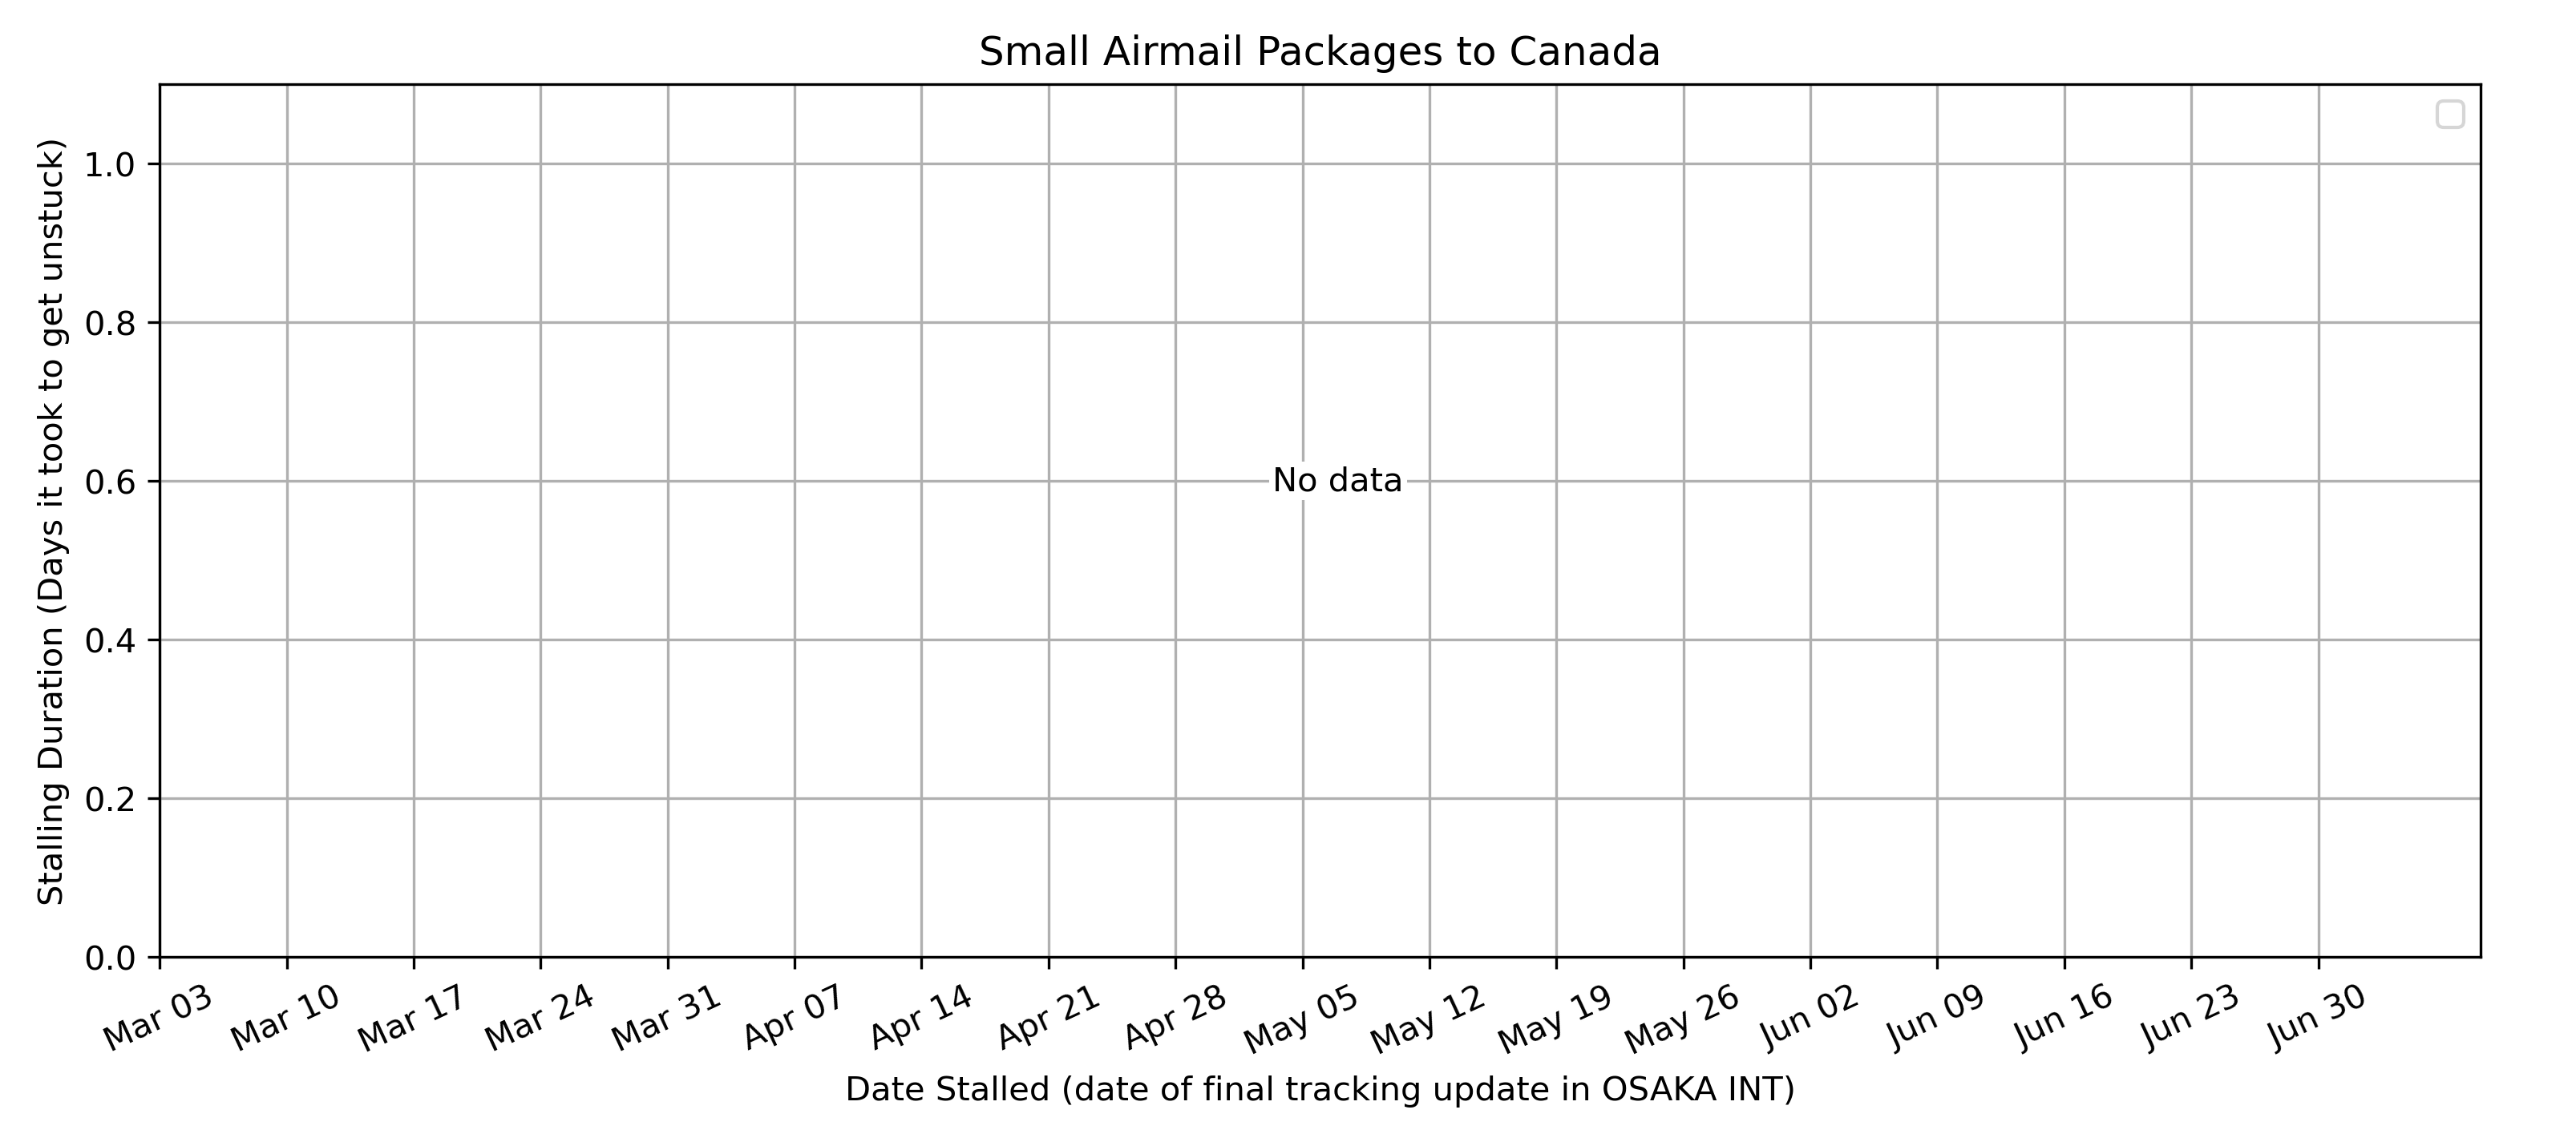 Small Airmail Packages to Canada
Stalling Duration (Days it took to get unstuck)
1.0
0.8
0.6
0.4
0.2
0.0
No data
Mar 03
Mar 10
Mar 17
Mar 24
Mar 31
Apr 07
Apr 14
Apr 21
Apr 28
May 05
May 12
May 19
May 26
Jun 02
Jun 09
Jun 16
Jun 23
Jun 30
Date Stalled (date of final tracking update in OSAKA INT)